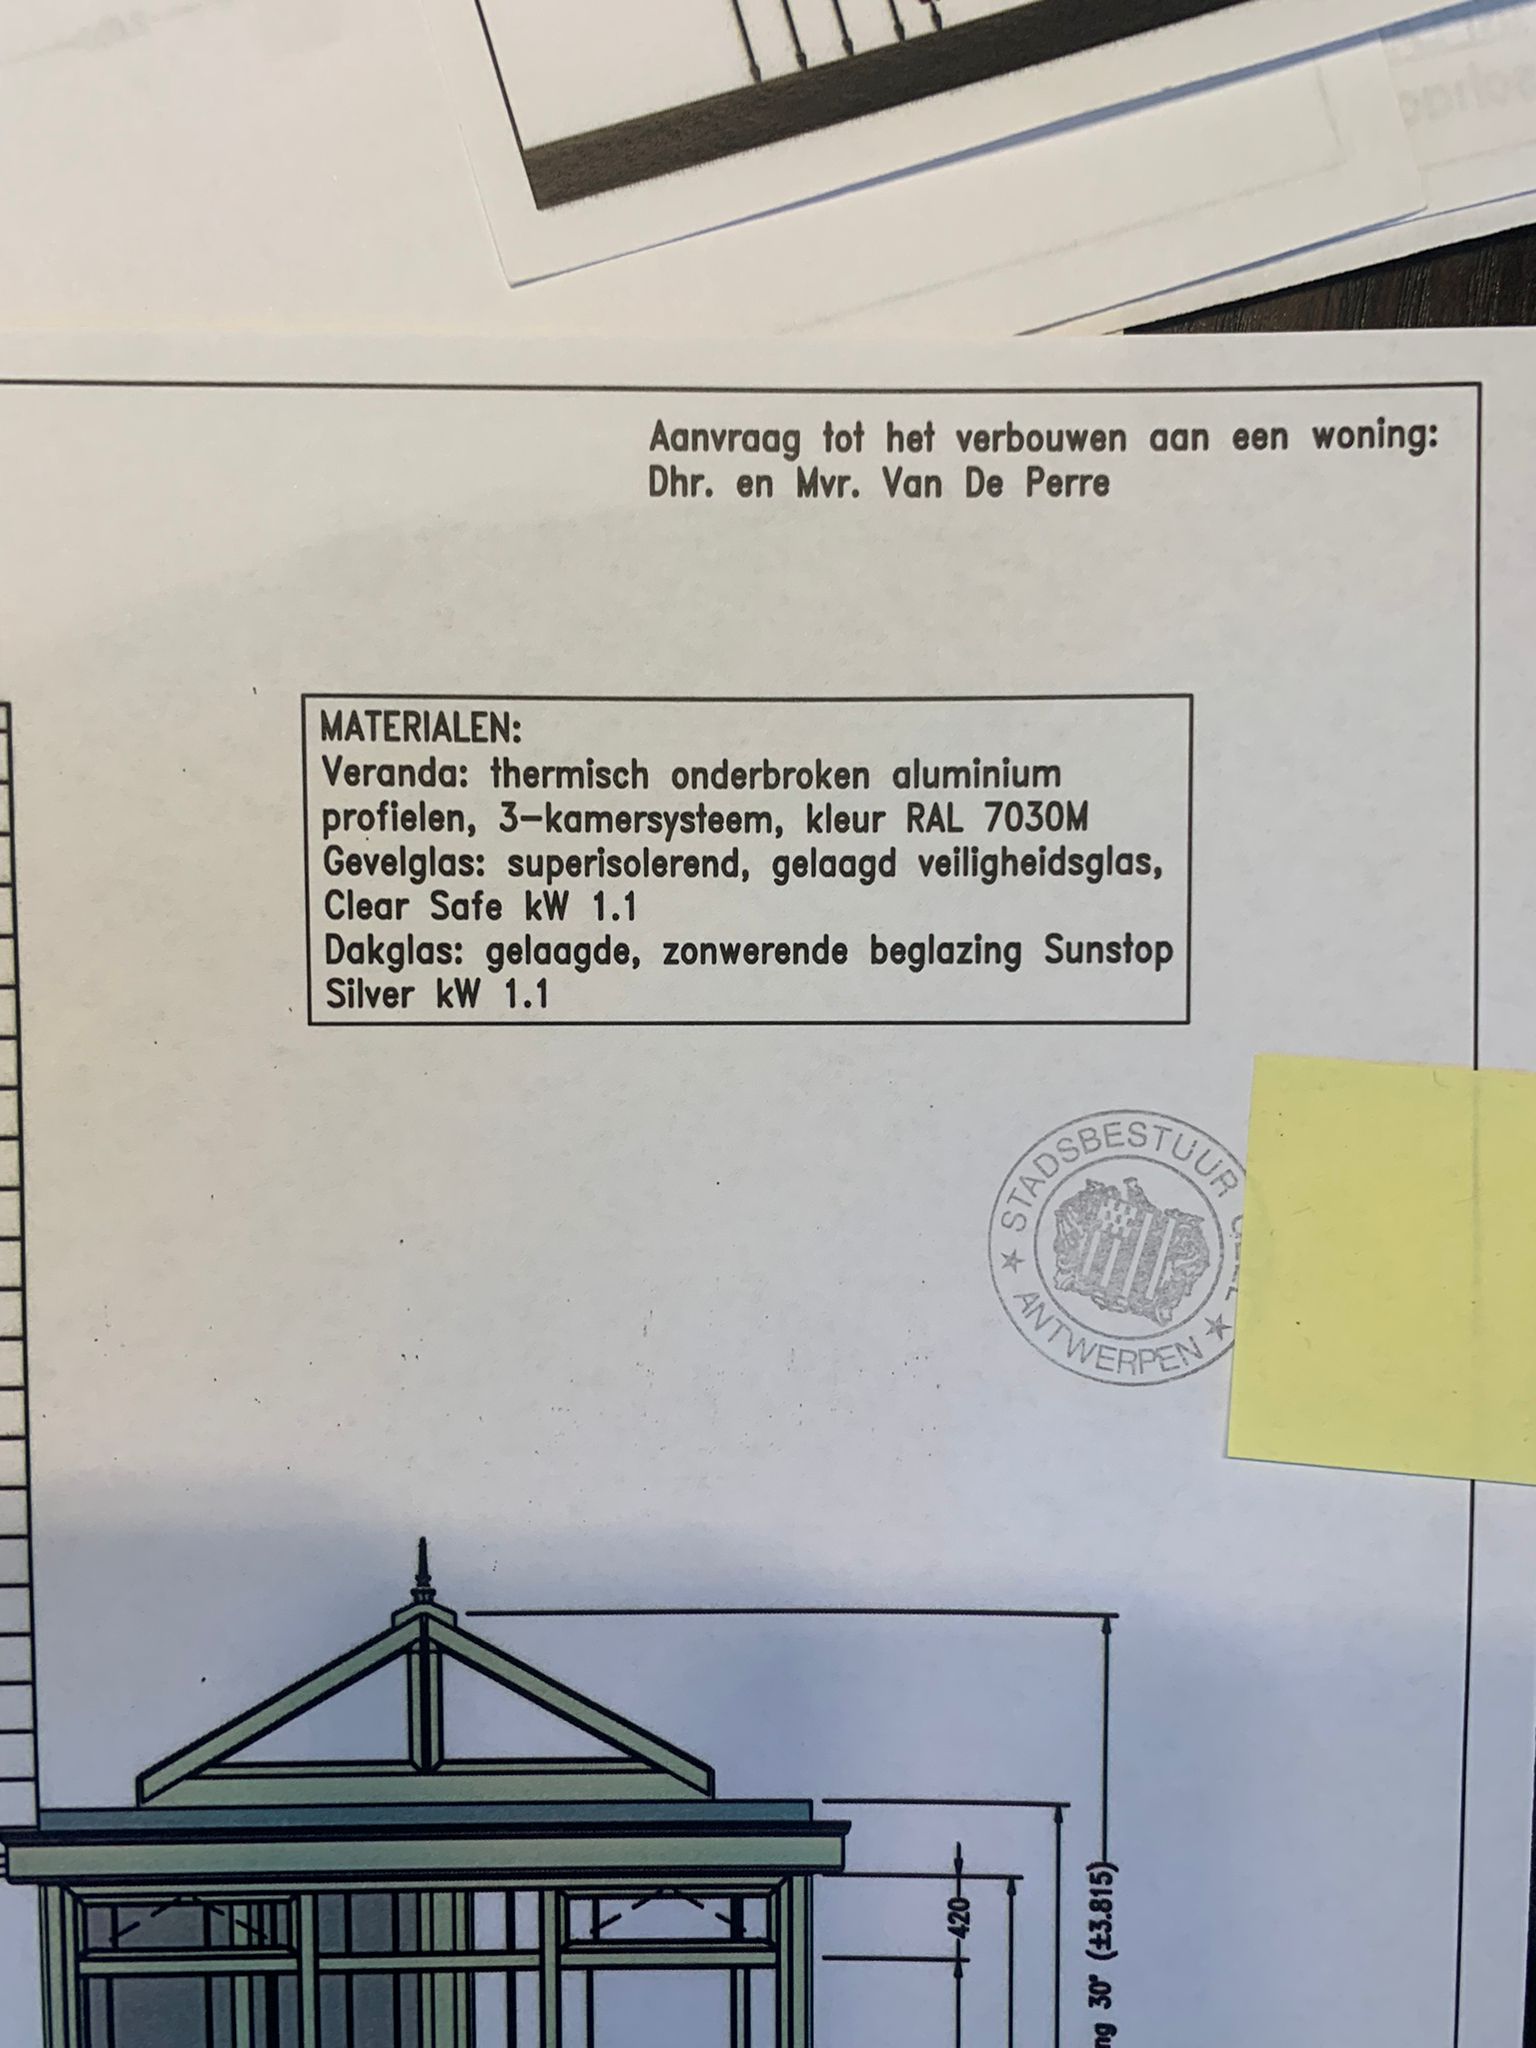 Aanvraag tot het verbouwen aan een woning:
Dhr. en Mvr. Van De Perre
MATERIALEN:
Veranda: thermisch onderbroken aluminium
profielen, 3-kamersysteem, kleur RAL 7030M
Gevelglas: superisolerend, gelaagd veiligheidsglas,
Clear Safe kW 1.1
Dakglas: gelaagde, zonwerende beglazing Sunstop
Silver kW 1.1
STADSBESTUUR
ANTWERPEN
420
30° (±3.815)